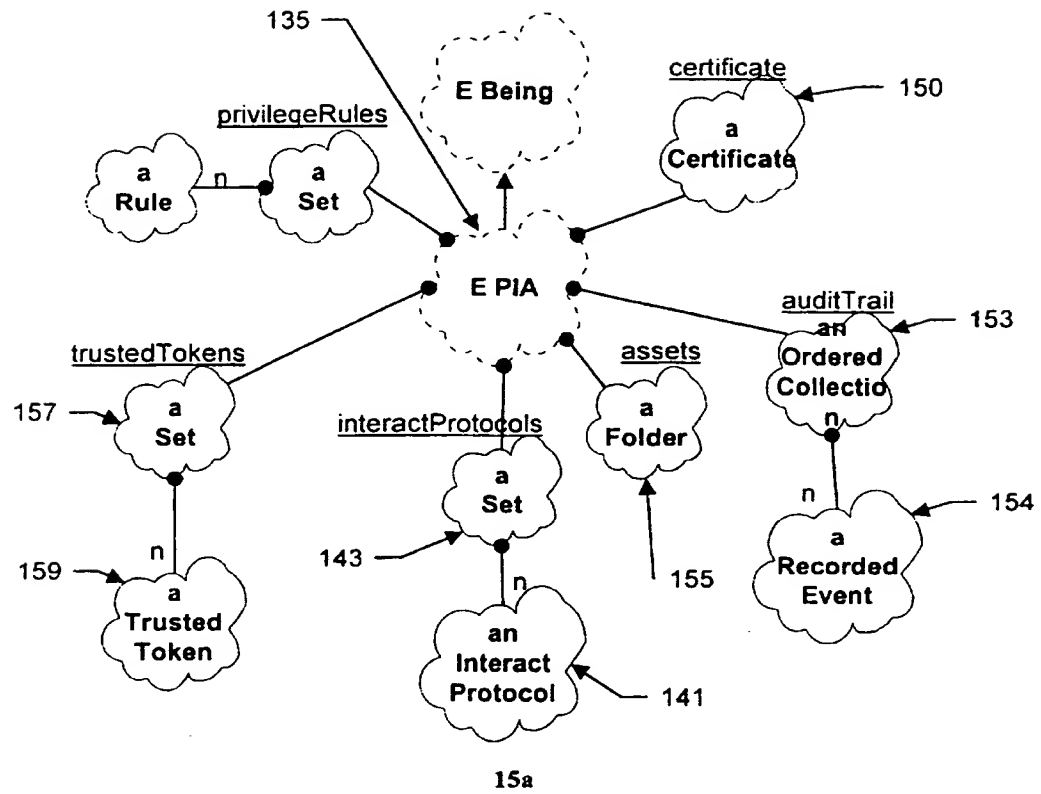 135
E Being
certificate
150
a
Certificate
privilegeRules
a
Rule
n
a
Set
E PIA
auditTrail
153
an
Ordered
Collectio
n
trustedTokens
157
a
Set
assets
a
Folder
interactProtocols
a
Set
143
155
n
154
a
Recorded
Event
n
159
a
Trusted
Token
n
an
Interact
Protocol
141
15a